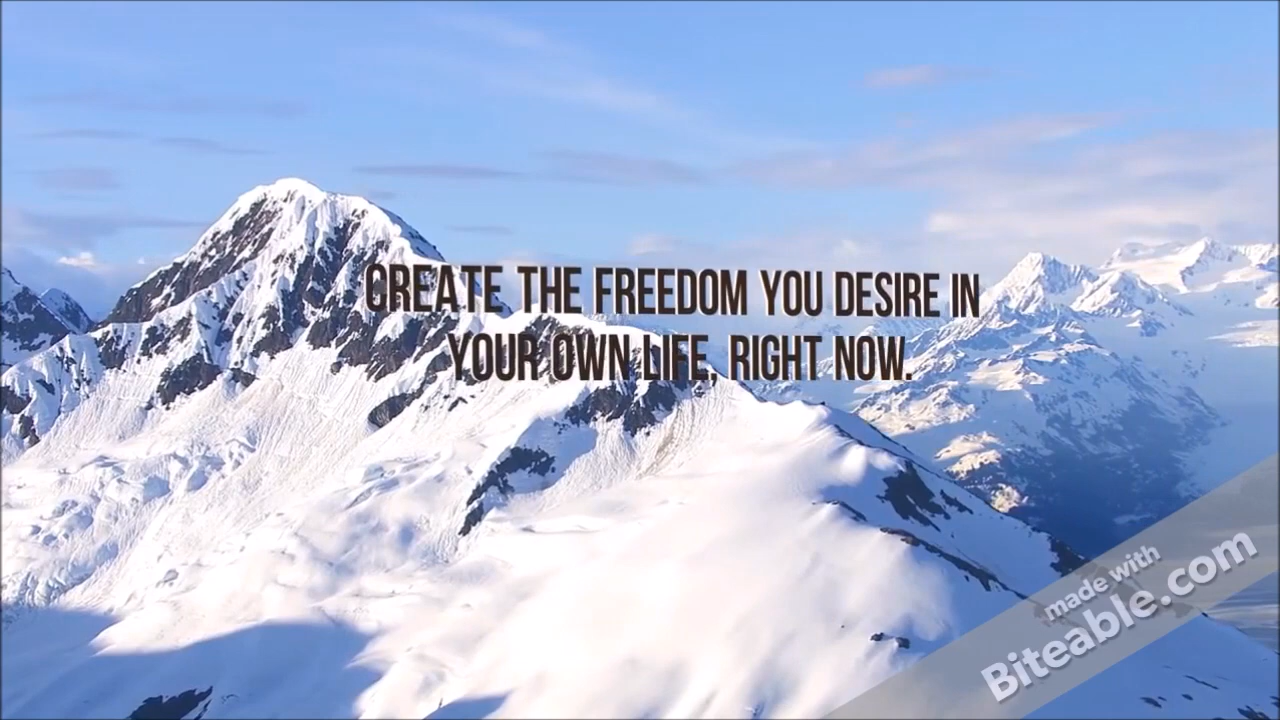 CREATE THE FREEDOM YOU DESIRE IN
YOUR OWN LIFE, RIGHT NOW.
made with
Biteable.com